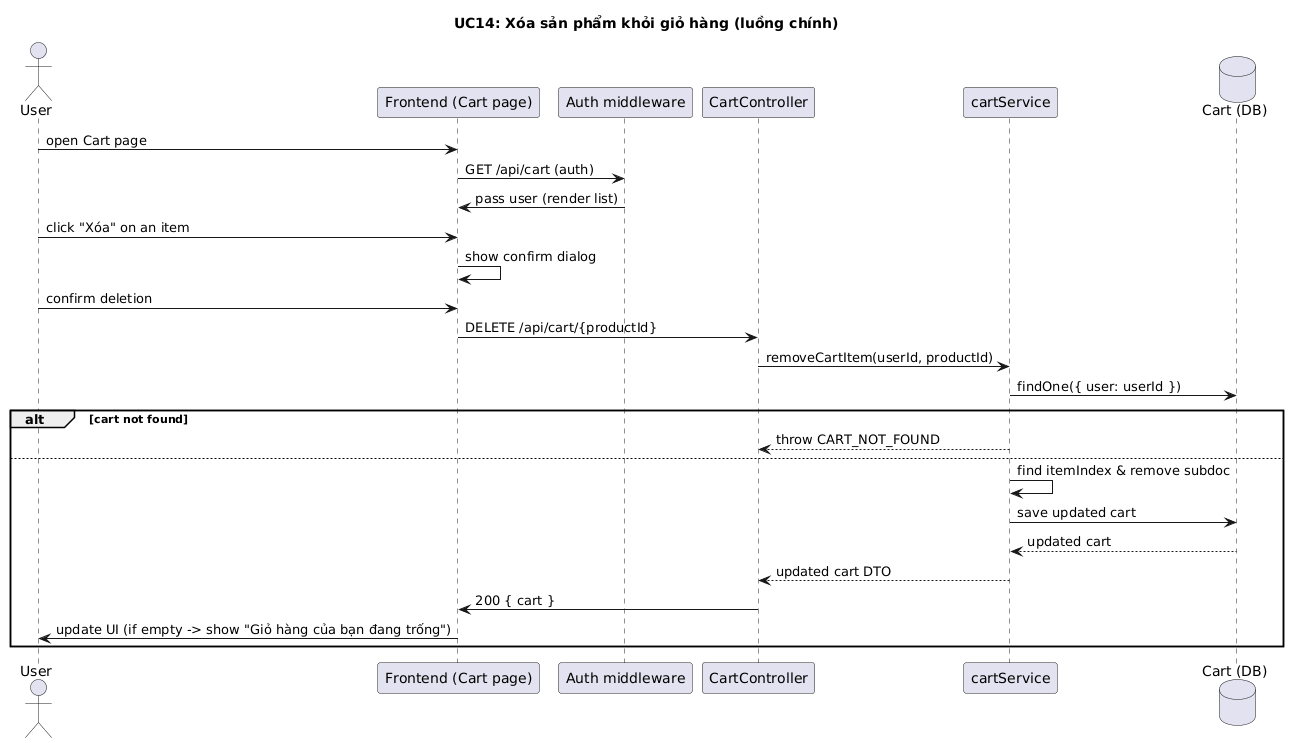 UC14: Xóa sản phẩm khỏi giỏ hàng (luồng chính)
User
Frontend (Cart page)
Auth middleware
CartController
cartService
Cart (DB)
open Cart page
GET /api/cart (auth)
pass user (render list)
click "Xóa" on an item
show confirm dialog
confirm deletion
DELETE /api/cart/{productId}
removeCartItem(userId, productId)
findOne({ user: userId })
alt [cart not found]
throw CART_NOT_FOUND
find itemIndex & remove subdoc
save updated cart
updated cart
updated cart DTO
200 { cart }
update UI (if empty -> show "Giỏ hàng của bạn đang trống")
User
Frontend (Cart page)
Auth middleware
CartController
cartService
Cart (DB)